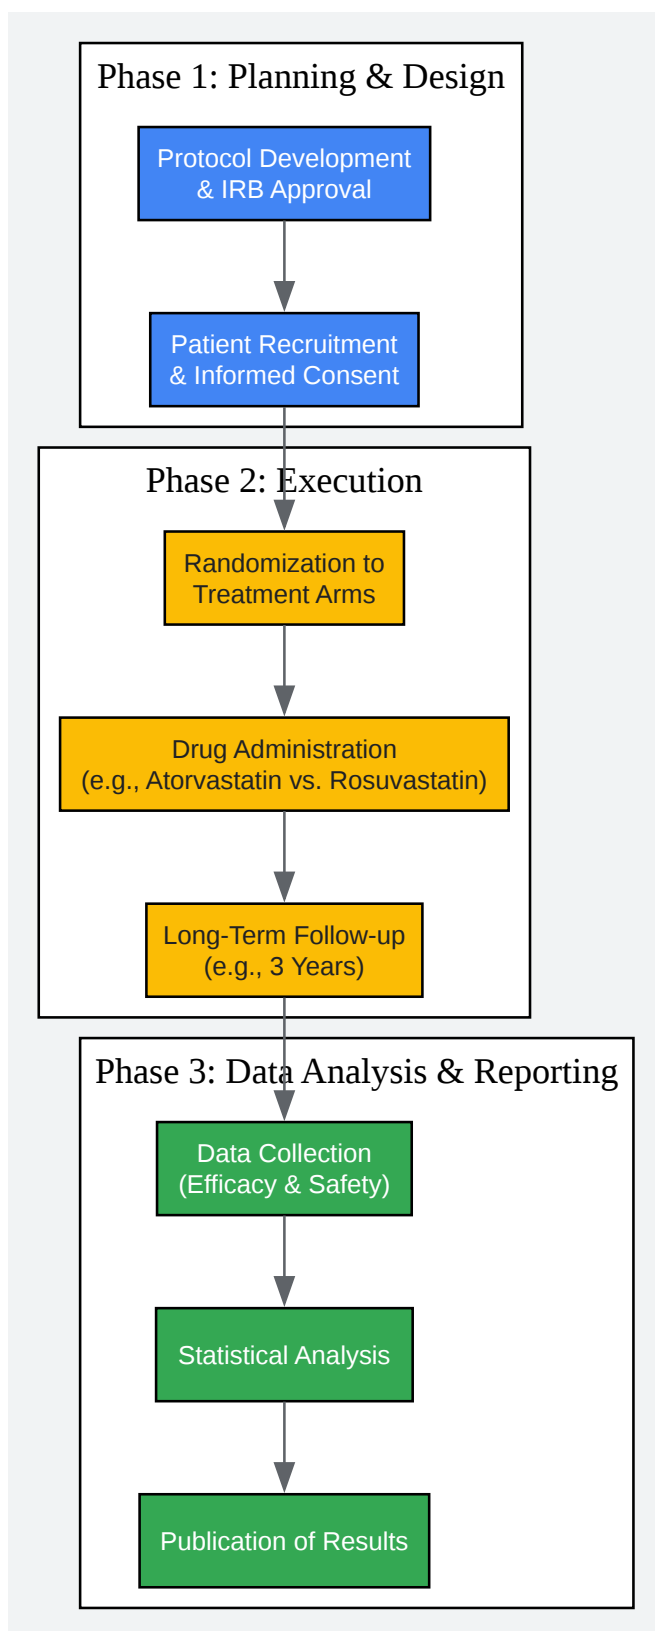 Phase 1: Planning & Design
Protocol Development
& IRB Approval
Patient Recruitment
& Informed Consent
Phase 2: Execution
Randomization to
Treatment Arms
Drug Administration
(e.g., Atorvastatin vs. Rosuvastatin)
Long-Term Follow-up
(e.g., 3 Years)
Phase 3: Data Analysis & Reporting
Data Collection
(Efficacy & Safety)
Statistical Analysis
Publication of Results